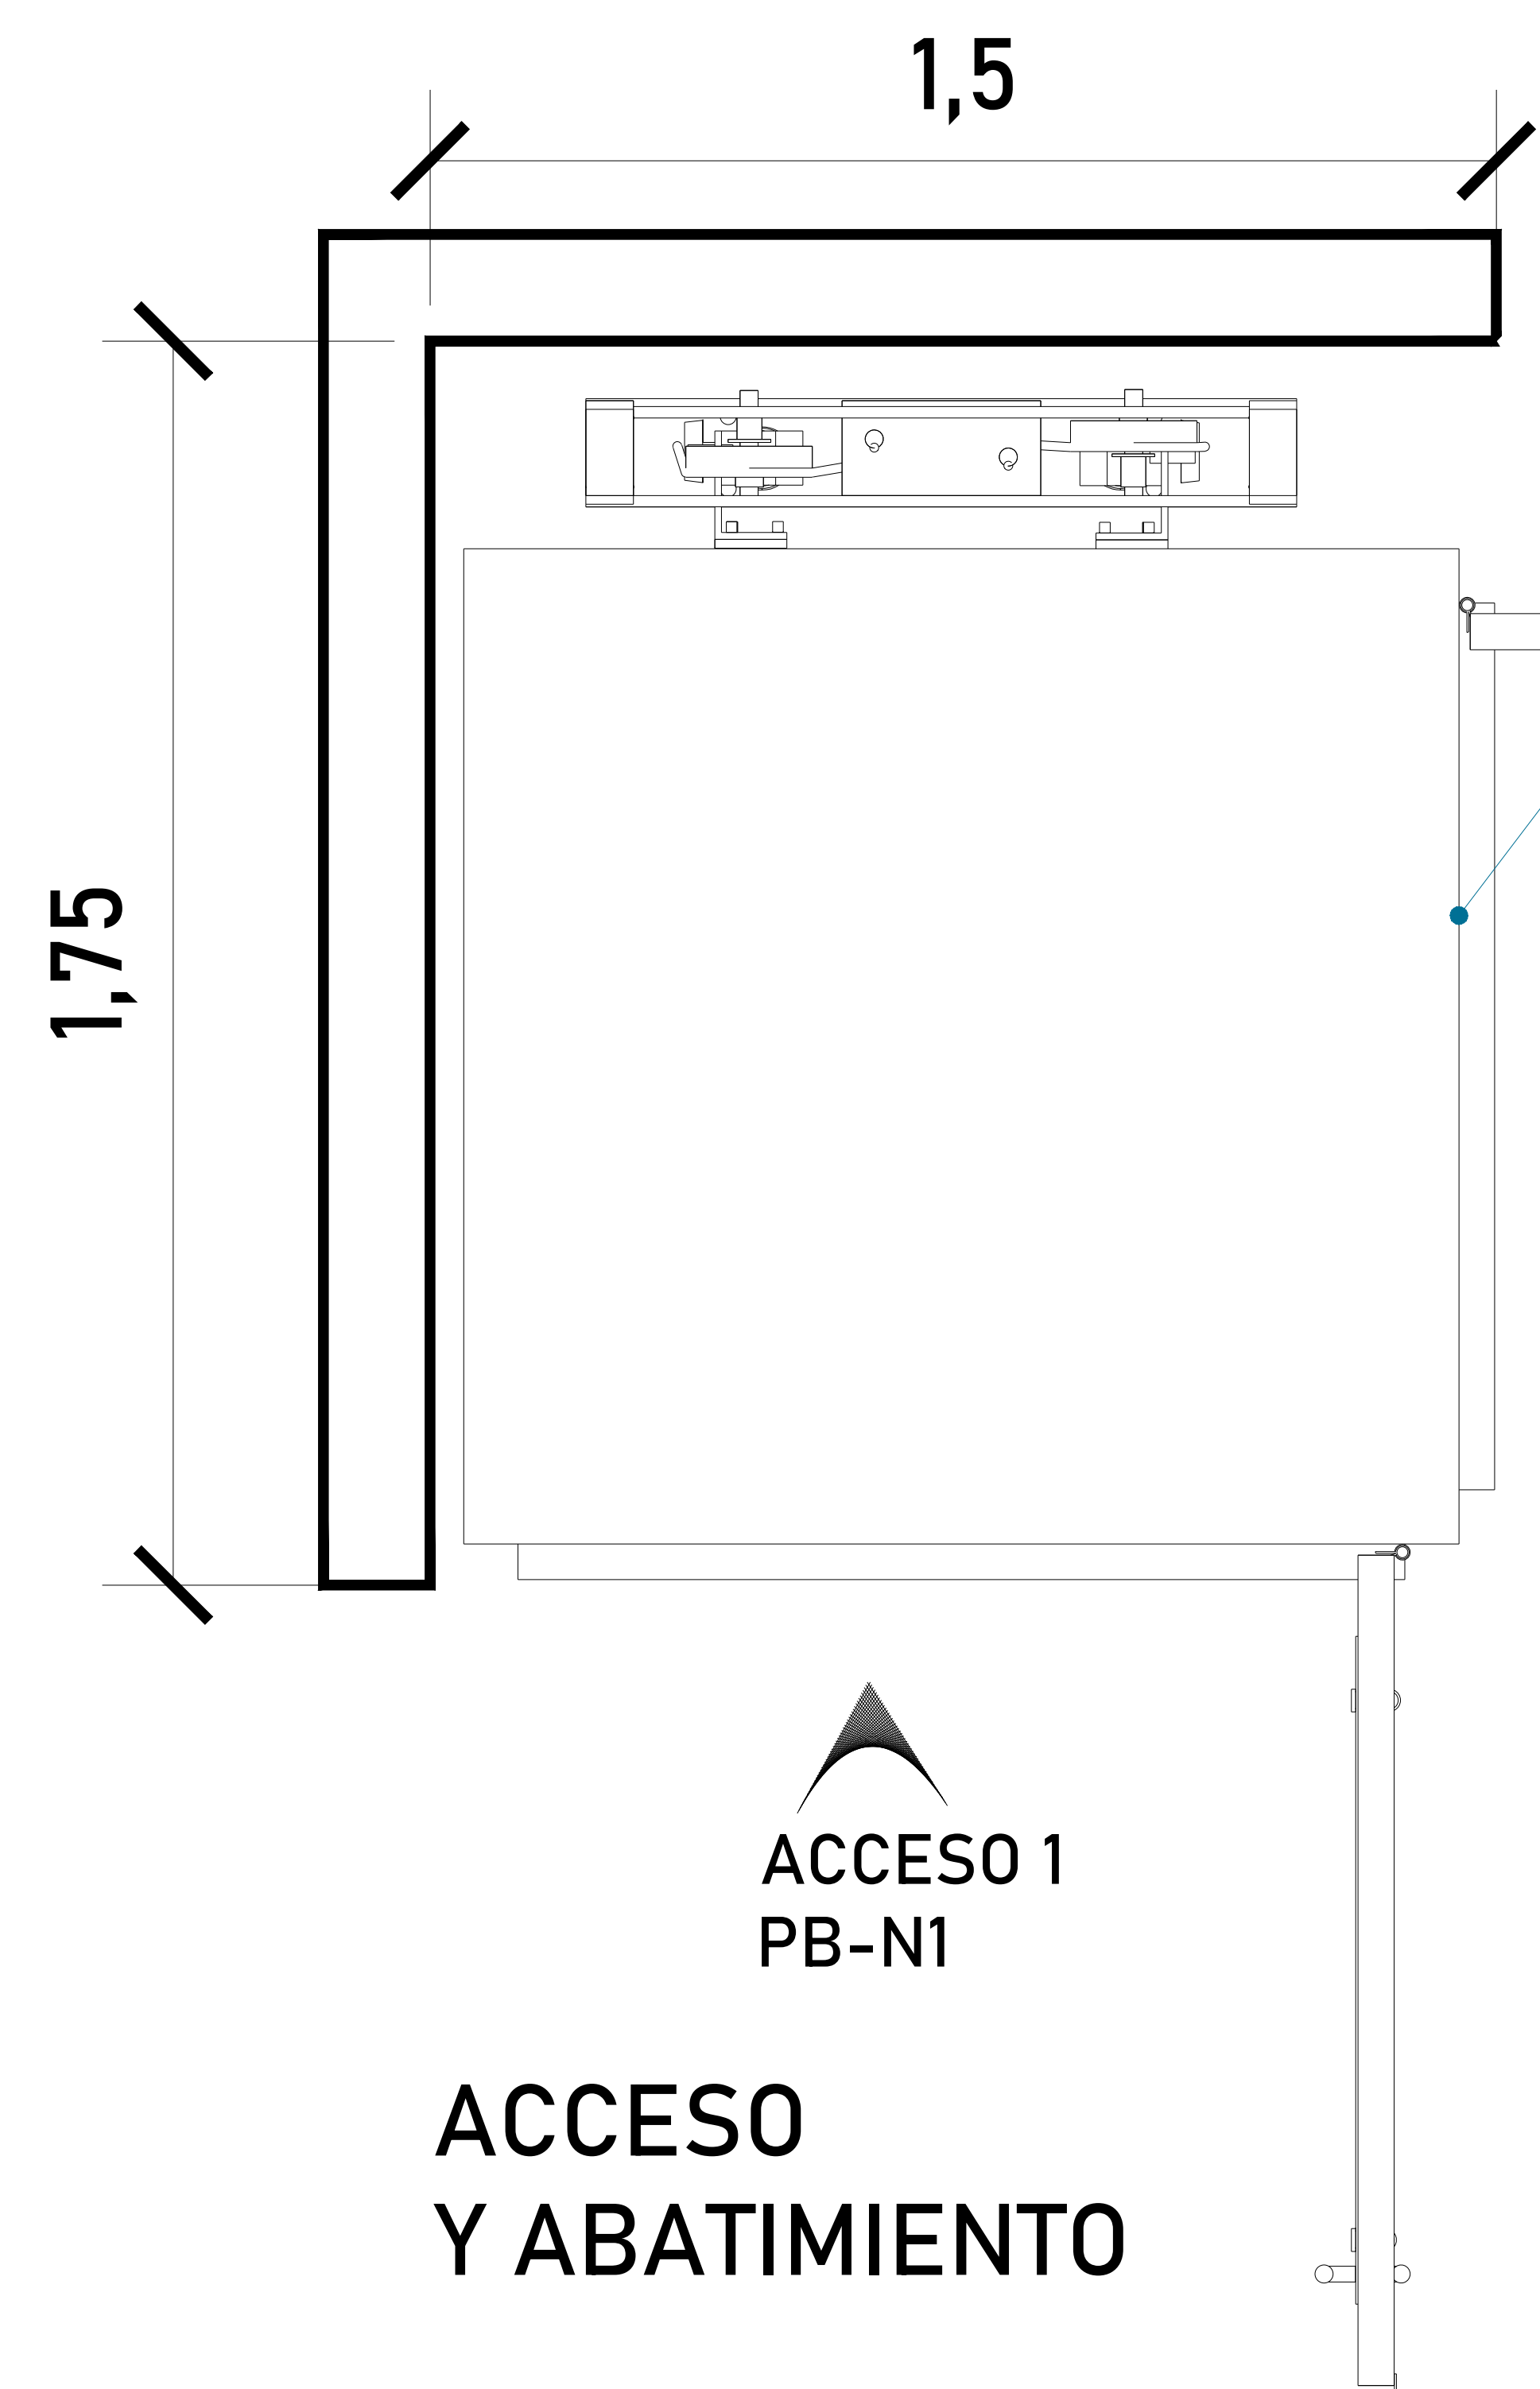 1,5
1,75
ACCESO 1
PB-N1
ACCESO
Y ABATIMIENTO